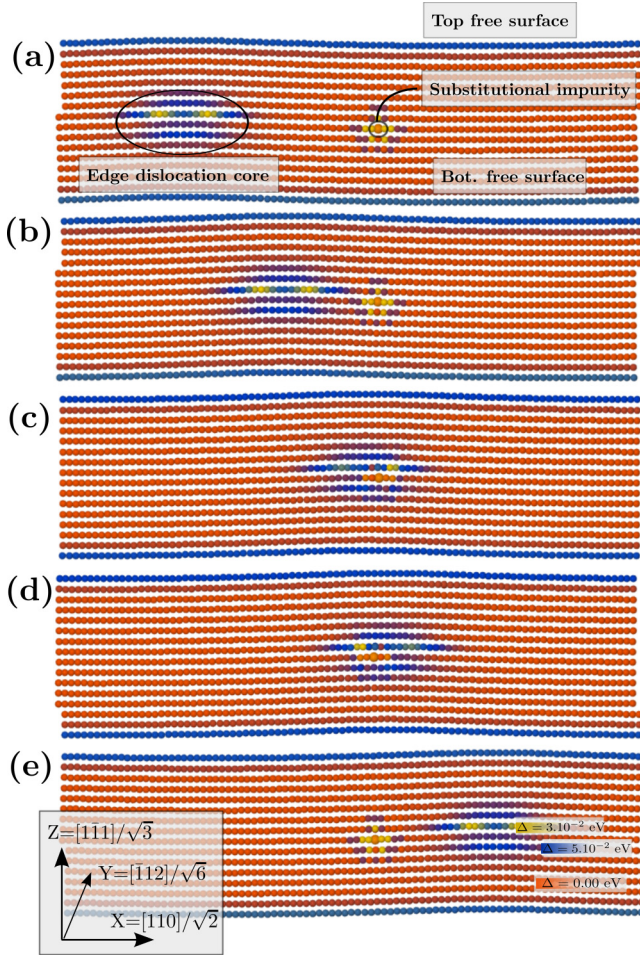 Top free surface
(a)
Substitutional impurity
Edge dislocation core
Bot. free surface
(b)
(c)
(d)
(e)
Δ = 3.10⁻² eV
Δ = 5.10⁻² eV
Δ = 0.00 eV
Z=[11̄1]/√3
Y=[1̄12]/√6
X=[110]/√2